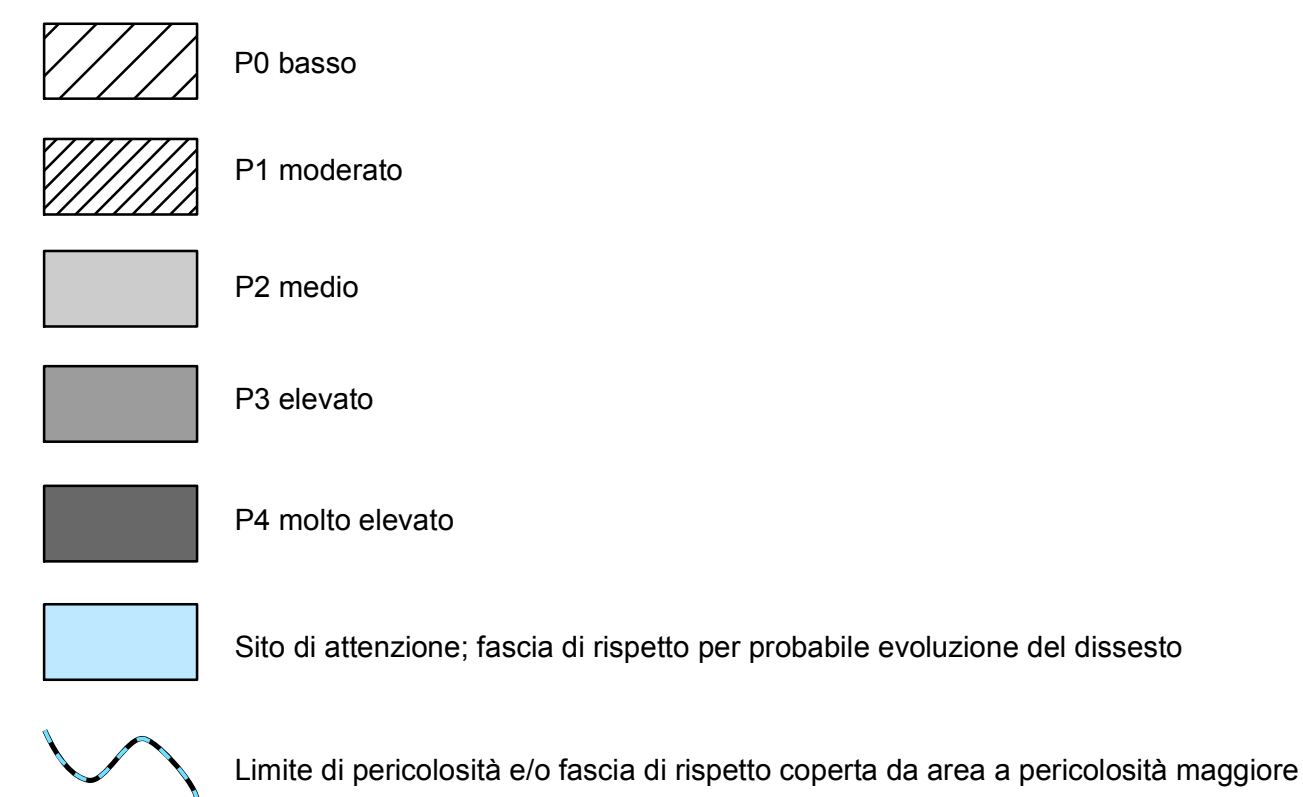 P0 basso
P1 moderato
P2 medio
P3 elevato
P4 molto elevato
Sito di attenzione; fascia di rispetto per probabile evoluzione del dissesto
Limite di pericolosità e/o fascia di rispetto coperta da area a pericolosità maggiore